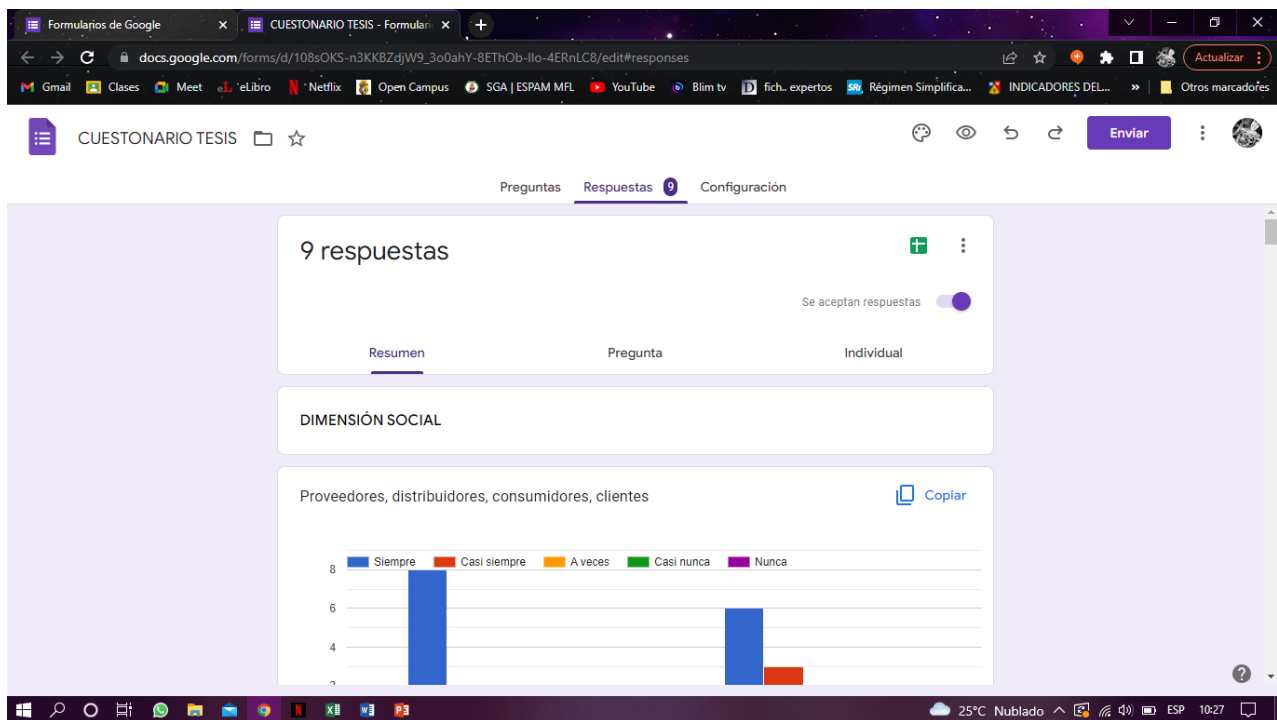 Formularios de Google
CUESTONARIO TESIS - Formulari
docs.google.com/forms/d/108sOKS-n3KKBZdjW9_3o0ahY-8EThOb-Ilo-4ERnLC8/edit#responses
Actualizar
Gmail Clases Meet eLibro Netflix Open Campus SGA | ESPAM MFL YouTube Blim tv fich.. expertos Régimen Simplifica... INDICADORES DEL... » Otros marcadores
CUESTONARIO TESIS
Enviar
Preguntas Respuestas 9 Configuración
9 respuestas
Se aceptan respuestas
Resumen Pregunta Individual
DIMENSIÓN SOCIAL
Proveedores, distribuidores, consumidores, clientes
Copiar
Siempre Casi siempre A veces Casi nunca Nunca
8
6
4
25°C Nublado ESP 10:27